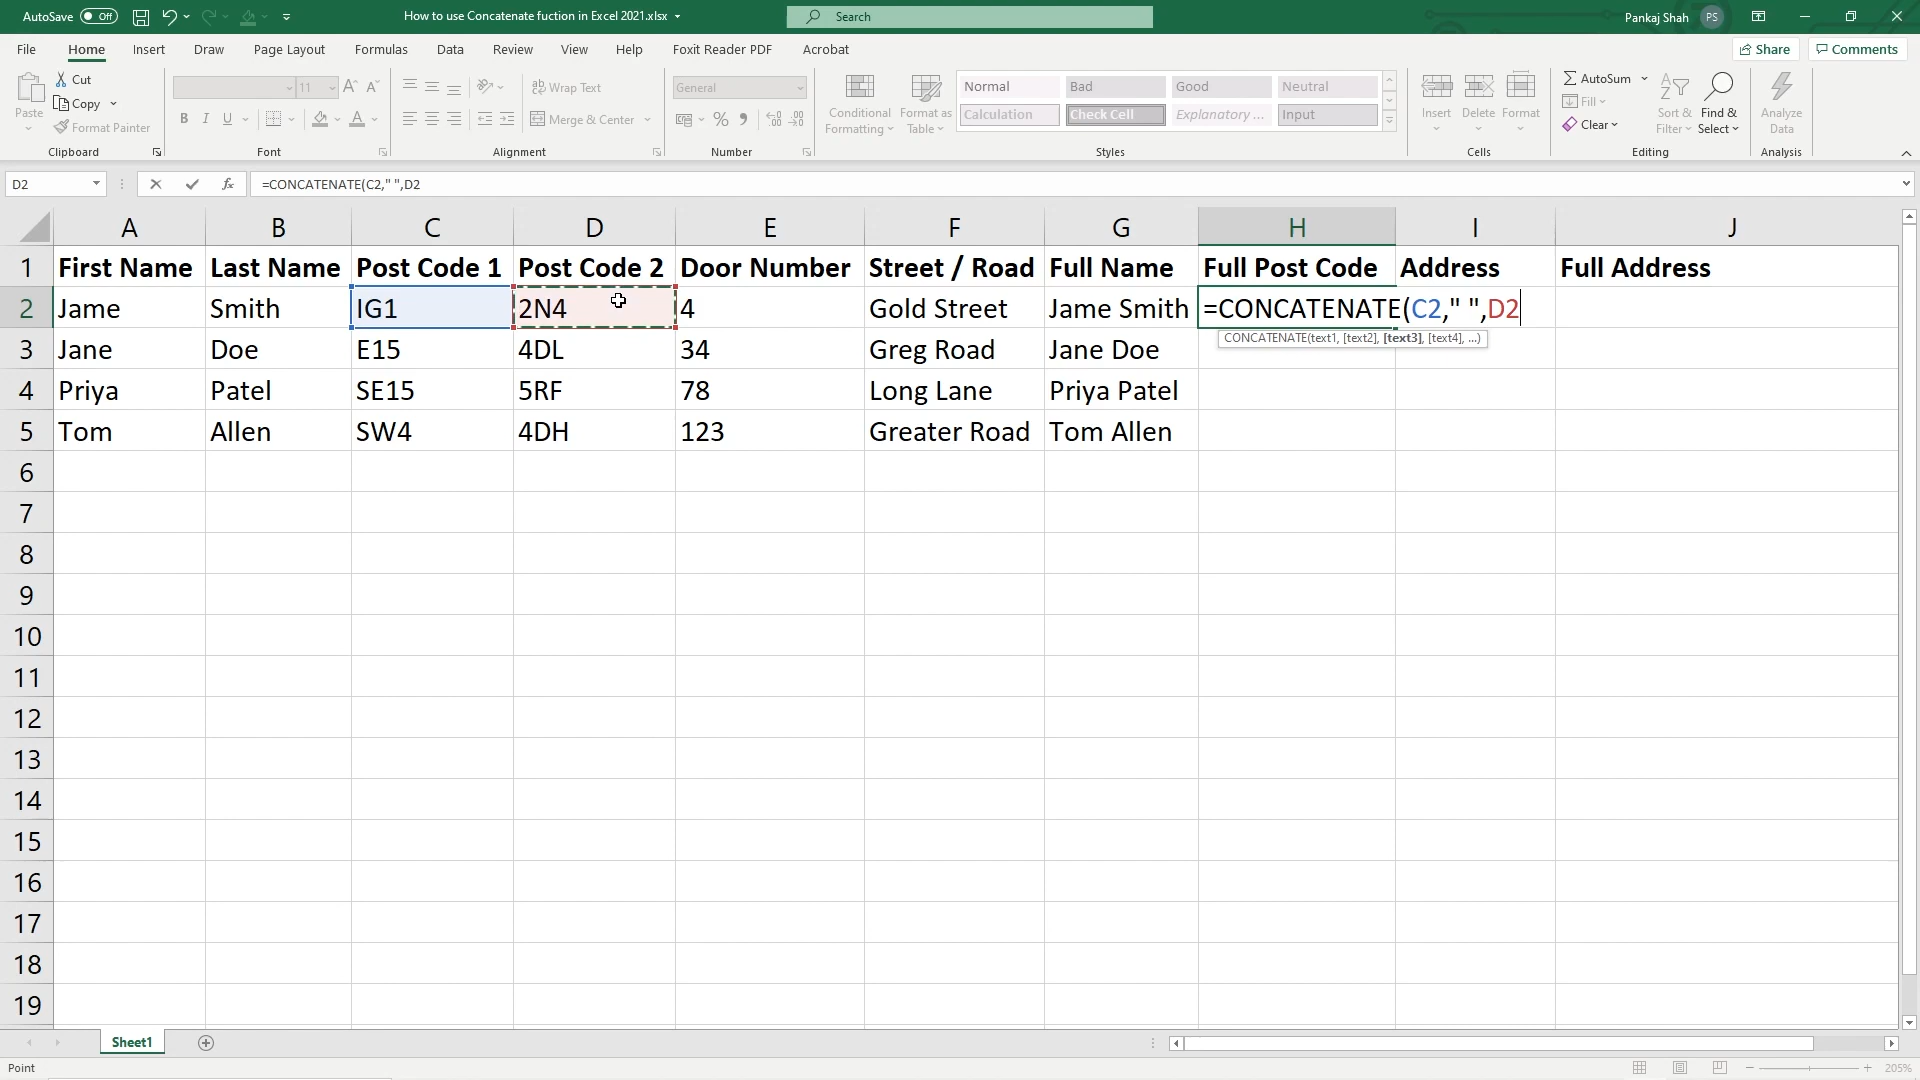 AutoSave Off How to use Concatenate fuction in Excel 2021.xlsx Search Pankaj Shah PS
File Home Insert Draw Page Layout Formulas Data Review View Help Foxit Reader PDF Acrobat Share Comments
Paste Cut Copy Format Painter
11
Wrap Text
Merge & Center
General
Conditional Formatting Format as Table
Normal Bad Good Neutral
Calculation Check Cell Explanatory ... Input
Insert Delete Format
AutoSum Fill Clear
Sort & Filter Find & Select
Analyze Data
Clipboard Font Alignment Number Styles Cells Editing Analysis
D2 fx =CONCATENATE(C2," ",D2
A B C D E F G H I J
1 First Name Last Name Post Code 1 Post Code 2 Door Number Street / Road Full Name Full Post Code Address Full Address
2 Jame Smith IG1 2N4 4 Gold Street Jame Smith =CONCATENATE(C2," ",D2
CONCATENATE(text1, [text2], [text3], [text4], ...)
3 Jane Doe E15 4DL 34 Greg Road Jane Doe
4 Priya Patel SE15 5RF 78 Long Lane Priya Patel
5 Tom Allen SW4 4DH 123 Greater Road Tom Allen
6
7
8
9
10
11
12
13
14
15
16
17
18
19
Sheet1
Point 205%